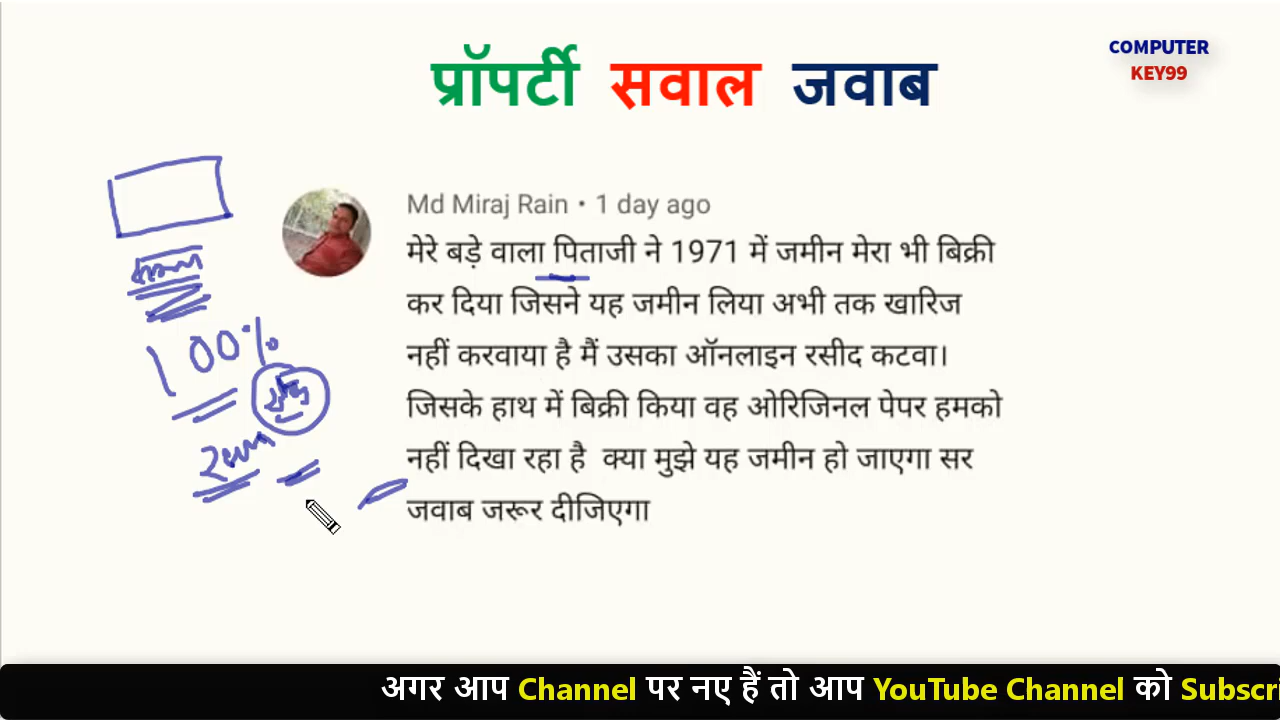 प्रॉपर्टी सवाल जवाब
COMPUTER
KEY99
Md Miraj Rain • 1 day ago
मेरे बड़े वाला पिताजी ने 1971 में जमीन मेरा भी बिक्री
कर दिया जिसने यह जमीन लिया अभी तक खारिज
नहीं करवाया है मैं उसका ऑनलाइन रसीद कटवा।
जिसके हाथ में बिक्री किया वह ओरिजिनल पेपर हमको
नहीं दिखा रहा है क्या मुझे यह जमीन हो जाएगा सर
जवाब जरूर दीजिएगा
100%
अगर आप Channel पर नए हैं तो आप YouTube Channel को Subscri